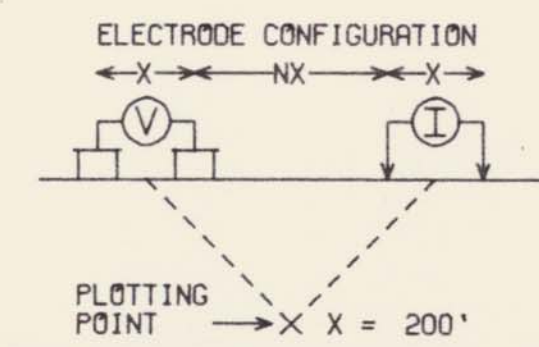 ELECTRODE CONFIGURATION
X NX X
V I
PLOTTING
POINT X X = 200'